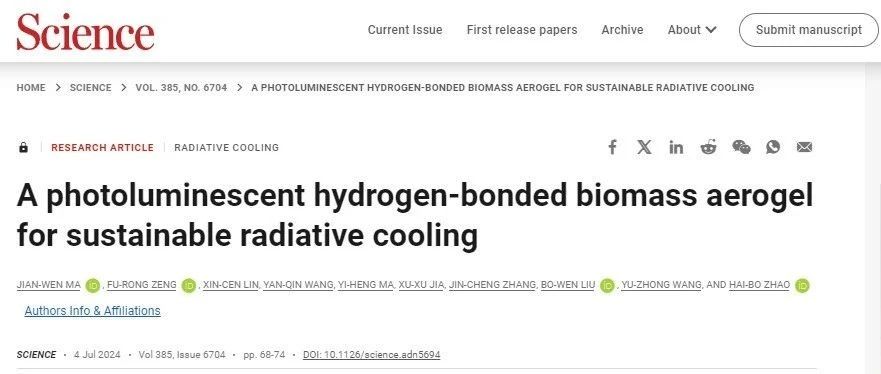 Science
Current Issue First release papers Archive About Submit manuscript
HOME > SCIENCE > VOL. 385, NO. 6704 > A PHOTOLUMINESCENT HYDROGEN-BONDED BIOMASS AEROGEL FOR SUSTAINABLE RADIATIVE COOLING
RESEARCH ARTICLE RADIATIVE COOLING
A photoluminescent hydrogen-bonded biomass aerogel
for sustainable radiative cooling
JIAN-WEN MA iD, FU-RONG ZENG iD, XIN-CEN LIN, YAN-QIN WANG, YI-HENG MA, XU-XU JIA, JIN-CHENG ZHANG, BO-WEN LIU iD, YU-ZHONG WANG, AND HAI-BO ZHAO iD
Authors Info & Affiliations
SCIENCE • 4 Jul 2024 • Vol 385, Issue 6704 • pp. 68-74 • DOI: 10.1126/science.adn5694